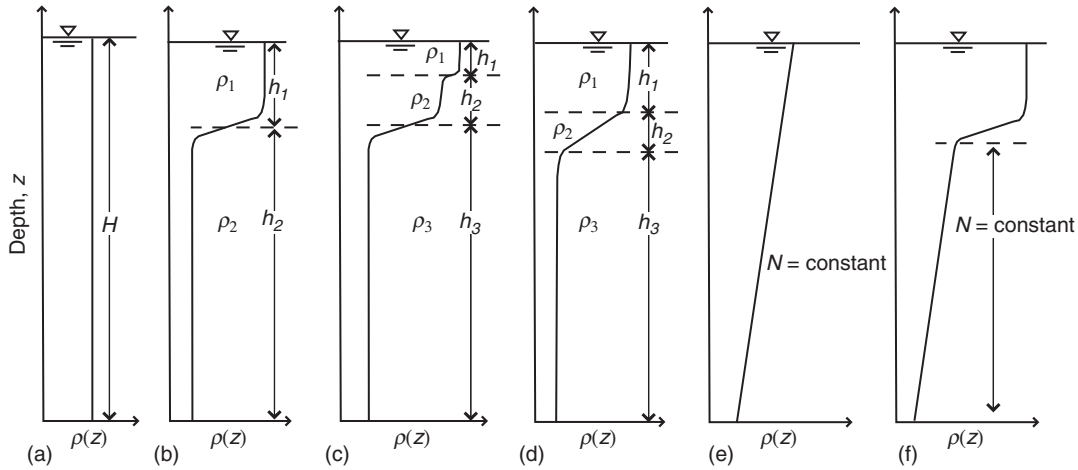 Depth, z
H
ρ(z)
(a)
ρ1
h1
ρ2
h2
ρ(z)
(b)
ρ1
h1
ρ2
h2
ρ3
h3
ρ(z)
(c)
ρ1
h1
ρ2
h2
ρ3
h3
ρ(z)
(d)
N = constant
ρ(z)
(e)
N = constant
ρ(z)
(f)